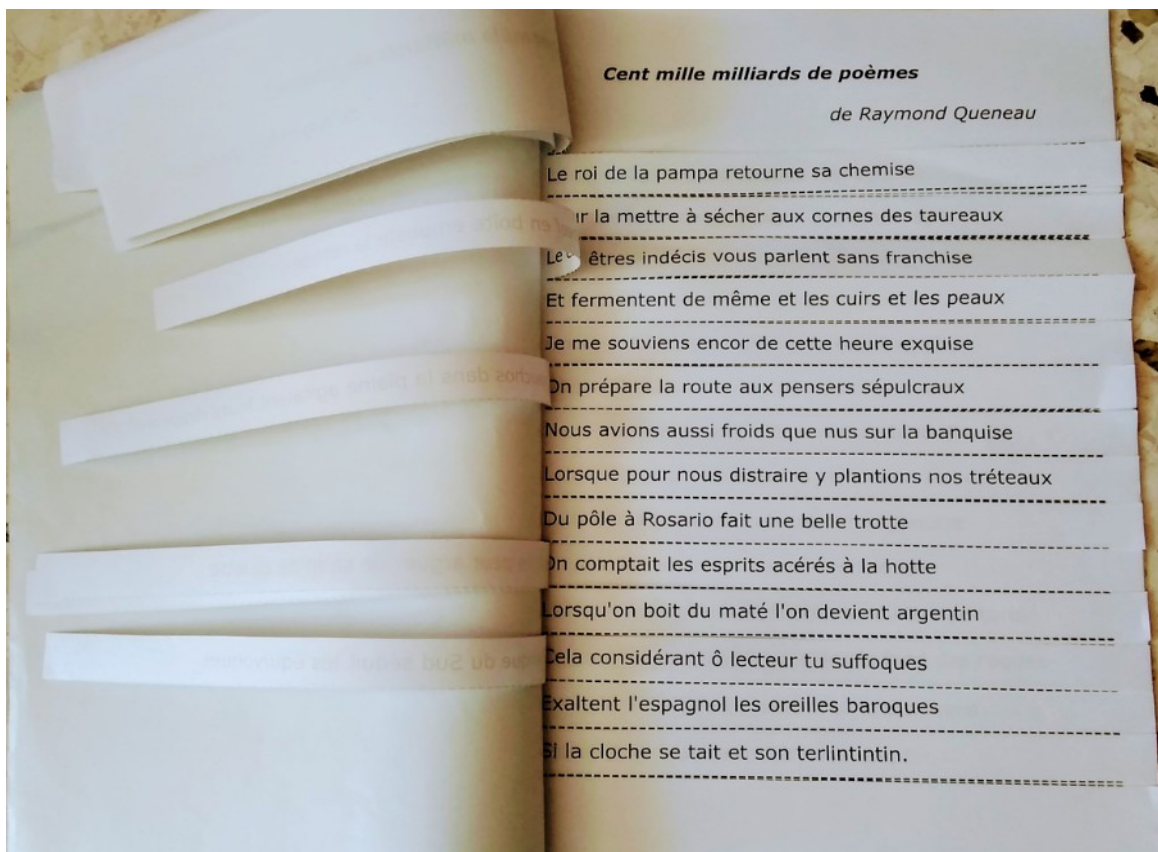 Cent mille milliards de poèmes
de Raymond Queneau
Le roi de la pampa retourne sa chemise
ur la mettre à sécher aux cornes des taureaux
Le êtres indécis vous parlent sans franchise
Et fermentent de même et les cuirs et les peaux
Je me souviens encor de cette heure exquise
On prépare la route aux pensers sépulcraux
Nous avions aussi froids que nus sur la banquise
Lorsque pour nous distraire y plantions nos tréteaux
Du pôle à Rosario fait une belle trotte
On comptait les esprits acérés à la hotte
Lorsqu'on boit du maté l'on devient argentin
Cela considérant ô lecteur tu suffoques
Exaltent l'espagnol les oreilles baroques
Si la cloche se tait et son terlintintin.